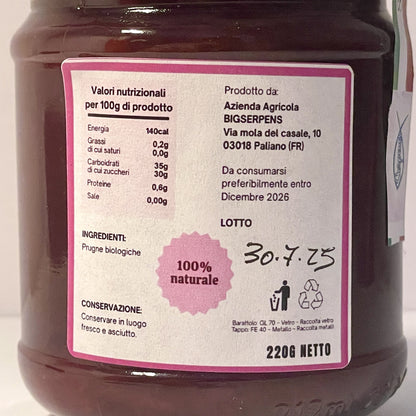 Valori nutrizionali
per 100g di prodotto
Energia 140cal
Grassi 0,2g
di cui saturi 0,0g
Carboidrati 35g
di cui zuccheri 30g
Proteine 0,6g
Sale 0,00g
INGREDIENTI:
Prugne biologiche
100%
naturale
CONSERVAZIONE:
Conservare in luogo
fresco e asciutto.
Prodotto da:
Azienda Agricola
BIGSERPENS
Via mola del casale, 10
03018 Paliano (FR)
Da consumarsi
preferibilmente entro
Dicembre 2026
LOTTO
30.7.25
Barattolo: GL 70 - Vetro - Raccolta vetro
Tappo: FE 40 - Metallo - Raccolta metalli
220G NETTO